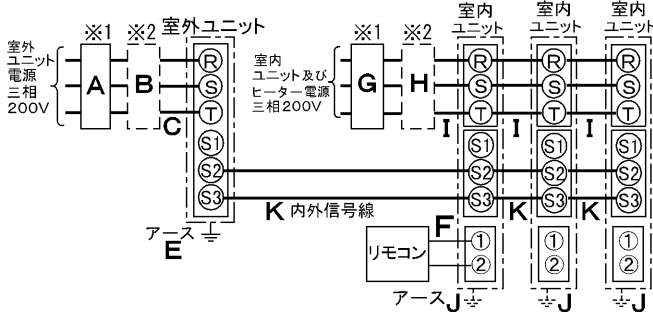 ※1 ※2 室外ユニット
室外
ユニット
電源
三相
200V
A B C
R
S
T
S1
S2
S3
アース
E
※1 ※2
室内
ユニット及び
ヒーター電源
三相200V
G H
室内
ユニット
室内
ユニット
室内
ユニット
R R R
S S S
T T T
I I I
S1 S1 S1
S2 S2 S2
S3 S3 S3
K 内外信号線 K K
F
リモコン
① ① ①
② ② ②
アース J J J